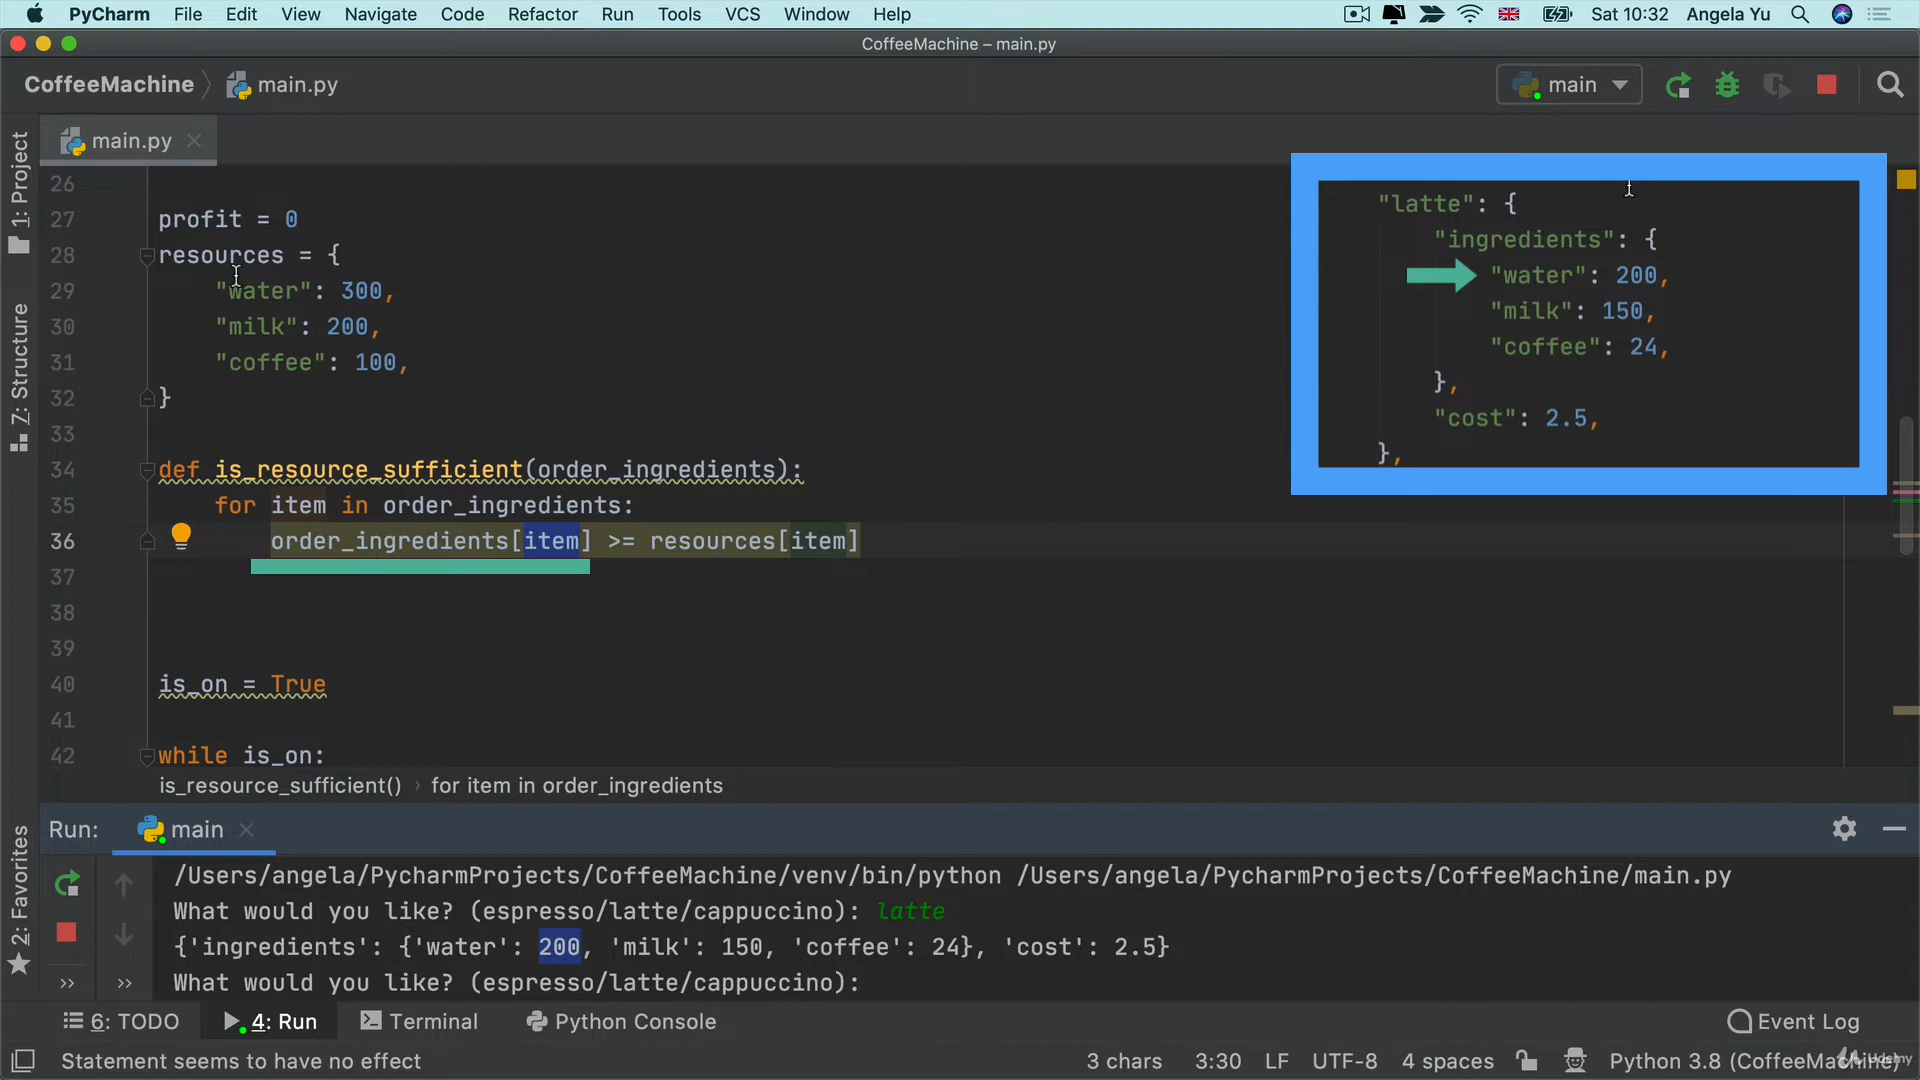 PyCharm File Edit View Navigate Code Refactor Run Tools VCS Window Help Sat 10:32 Angela Yu
CoffeeMachine – main.py
CoffeeMachine main.py main
1: Project
7: Structure
2: Favorites
main.py
26
27 profit = 0
28 resources = {
29 "water": 300,
30 "milk": 200,
31 "coffee": 100,
32 }
33
34 def is_resource_sufficient(order_ingredients):
35 for item in order_ingredients:
36 order_ingredients[item] >= resources[item]
37
38
39
40 is_on = True
41
42 while is_on:
"latte": {
"ingredients": {
"water": 200,
"milk": 150,
"coffee": 24,
},
"cost": 2.5,
},
is_resource_sufficient() › for item in order_ingredients
Run: main
/Users/angela/PycharmProjects/CoffeeMachine/venv/bin/python /Users/angela/PycharmProjects/CoffeeMachine/main.py
What would you like? (espresso/latte/cappuccino): latte
{'ingredients': {'water': 200, 'milk': 150, 'coffee': 24}, 'cost': 2.5}
What would you like? (espresso/latte/cappuccino):
6: TODO 4: Run Terminal Python Console Event Log
Statement seems to have no effect 3 chars 3:30 LF UTF-8 4 spaces Python 3.8 (CoffeeMachine)
Udemy